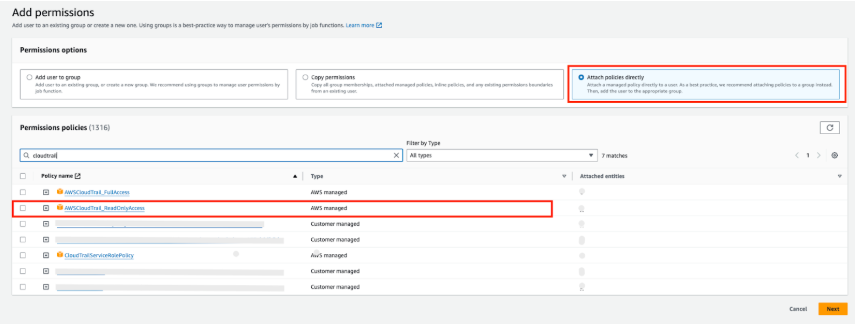 Add permissions
Add user to an existing group or create a new one. Using groups is a best-practice way to manage user's permissions by job functions. Learn more
Permissions options
Add user to group
Add user to an existing group, or create a new group. We recommend using groups to manage user permissions by
job function.
Copy permissions
Copy all group memberships, attached managed policies, inline policies, and any existing permissions boundaries
from an existing user.
Attach policies directly
Attach a managed policy directly to a user. As a best practice, we recommend attaching policies to a group instead.
Then, add the user to the appropriate group.
Permissions policies (1316)
Filter by Type
cloudtrail
All types
7 matches
1
Policy name
Type
Attached entities
AWSCloudTrail_FullAccess
AWS managed
AWSCloudTrail_ReadOnlyAccess
AWS managed
Customer managed
Customer managed
CloudTrailServiceRolePolicy
AWS managed
Customer managed
Customer managed
Cancel
Next